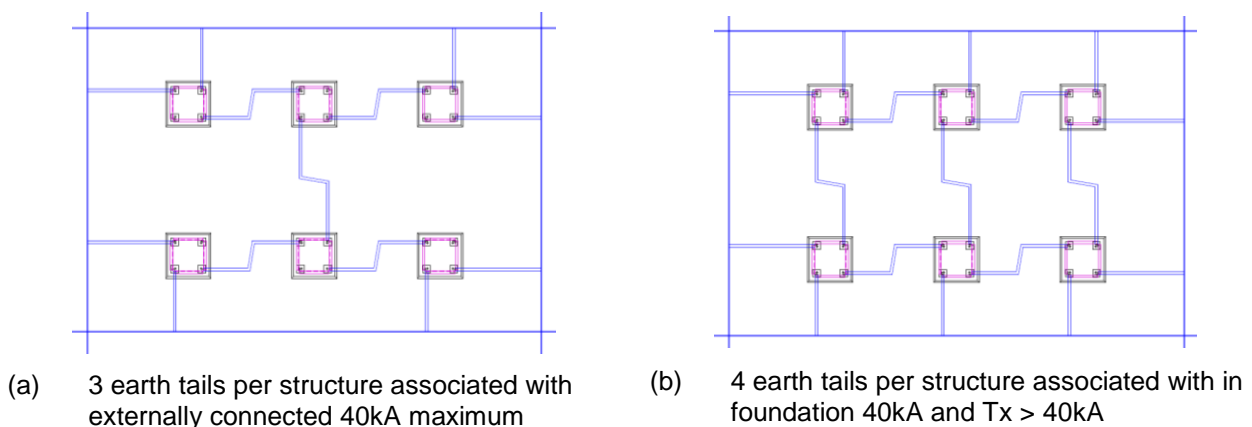 (a) 3 earth tails per structure associated with
externally connected 40kA maximum
(b) 4 earth tails per structure associated with in
foundation 40kA and Tx > 40kA